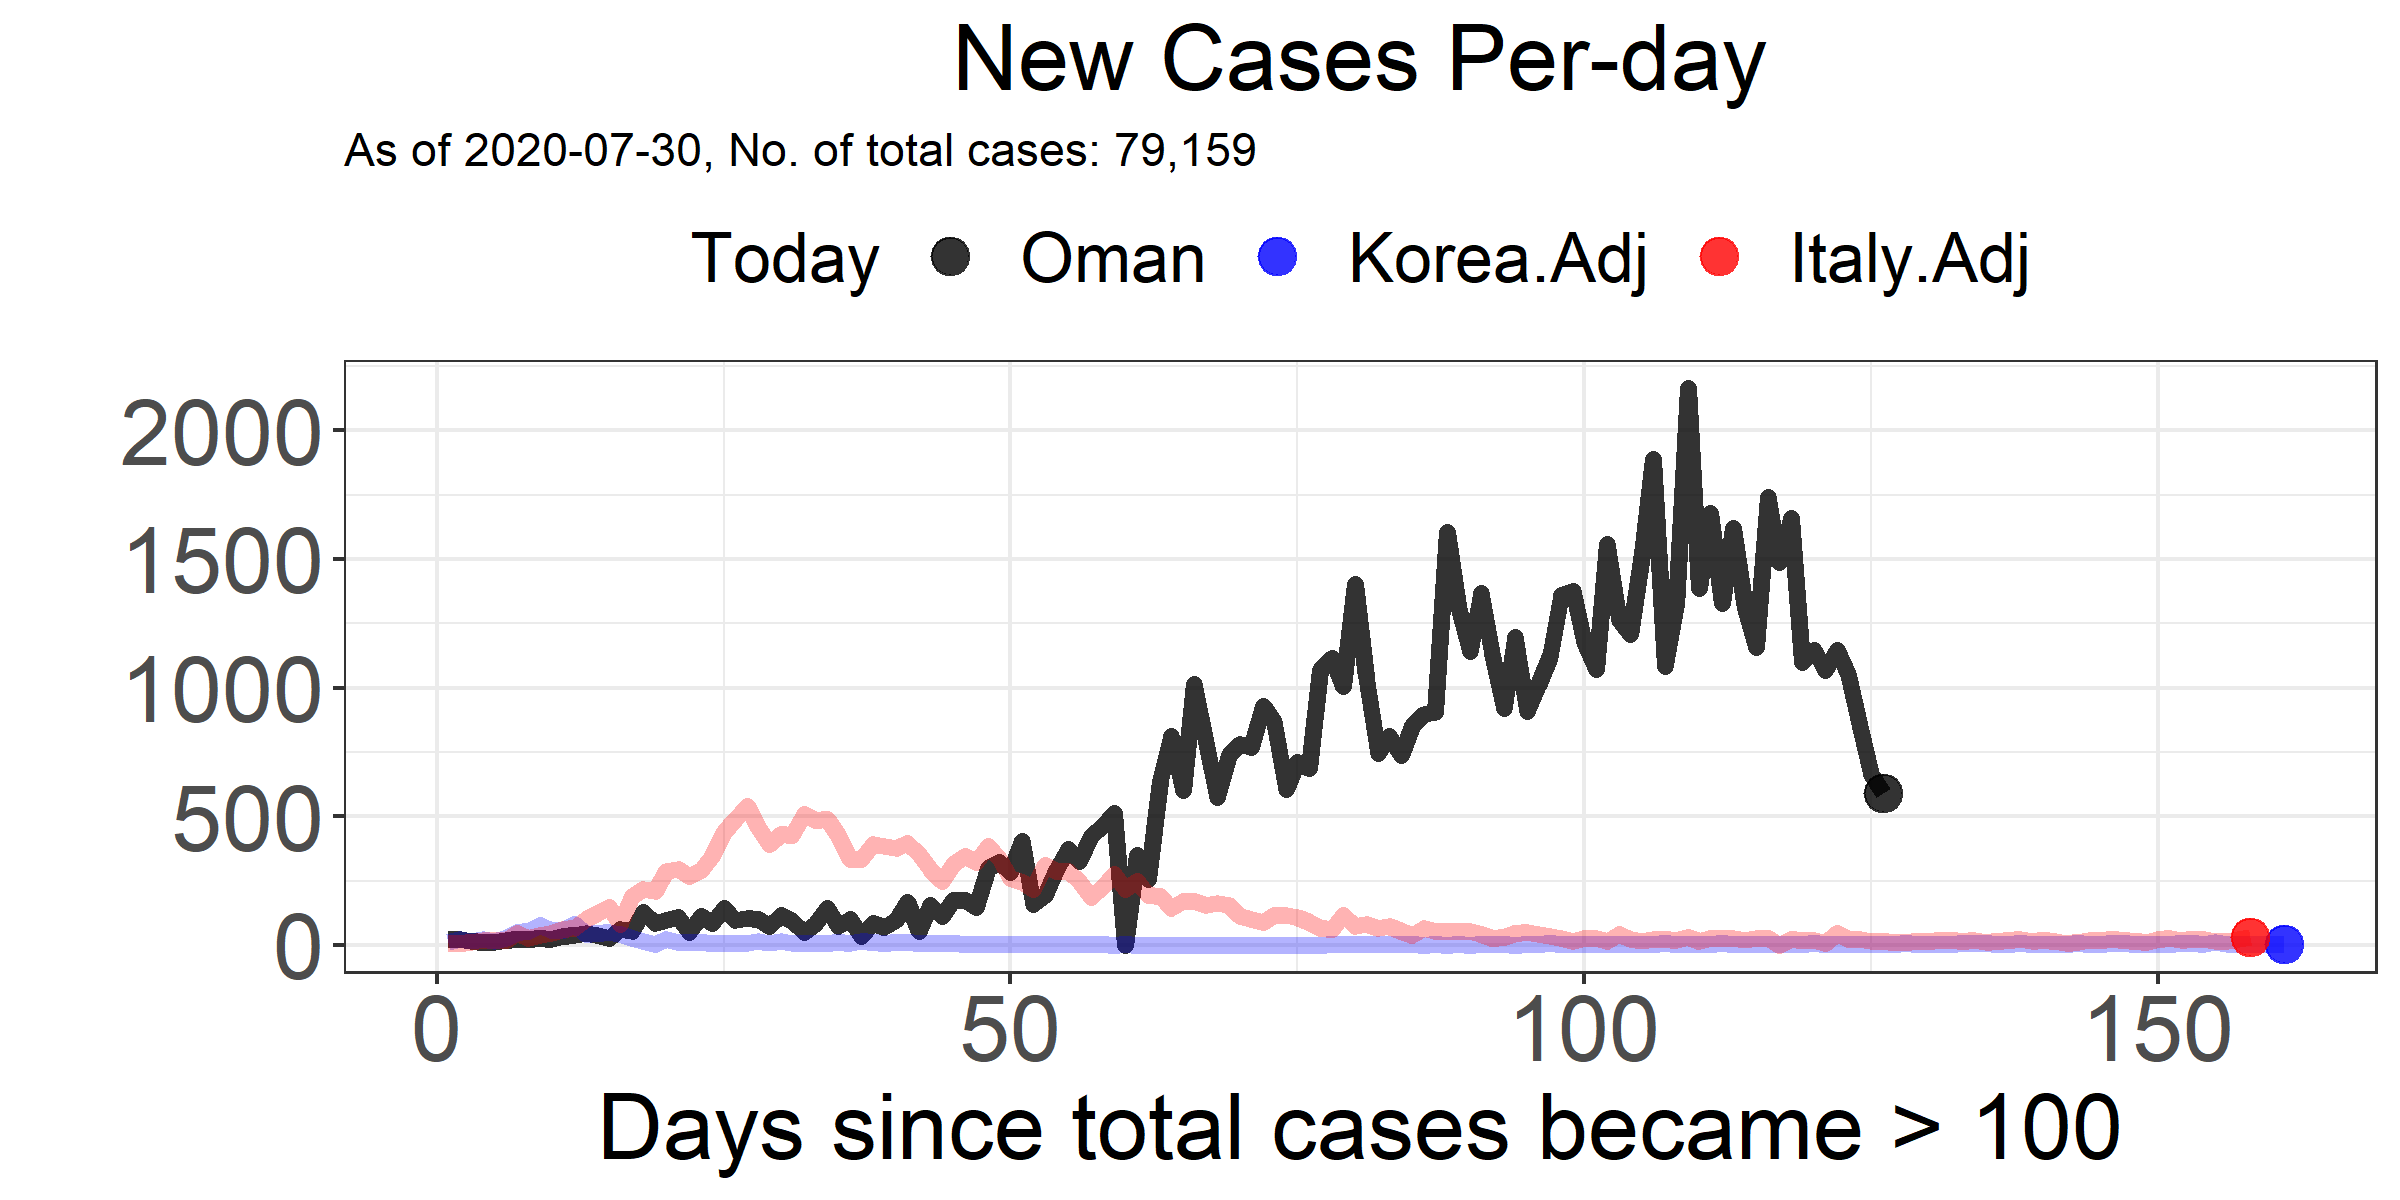 New Cases Per-day
As of 2020-07-30, No. of total cases: 79,159
Today Oman Korea.Adj Italy.Adj
2000
1500
1000
500
0
0 50 100 150
Days since total cases became > 100